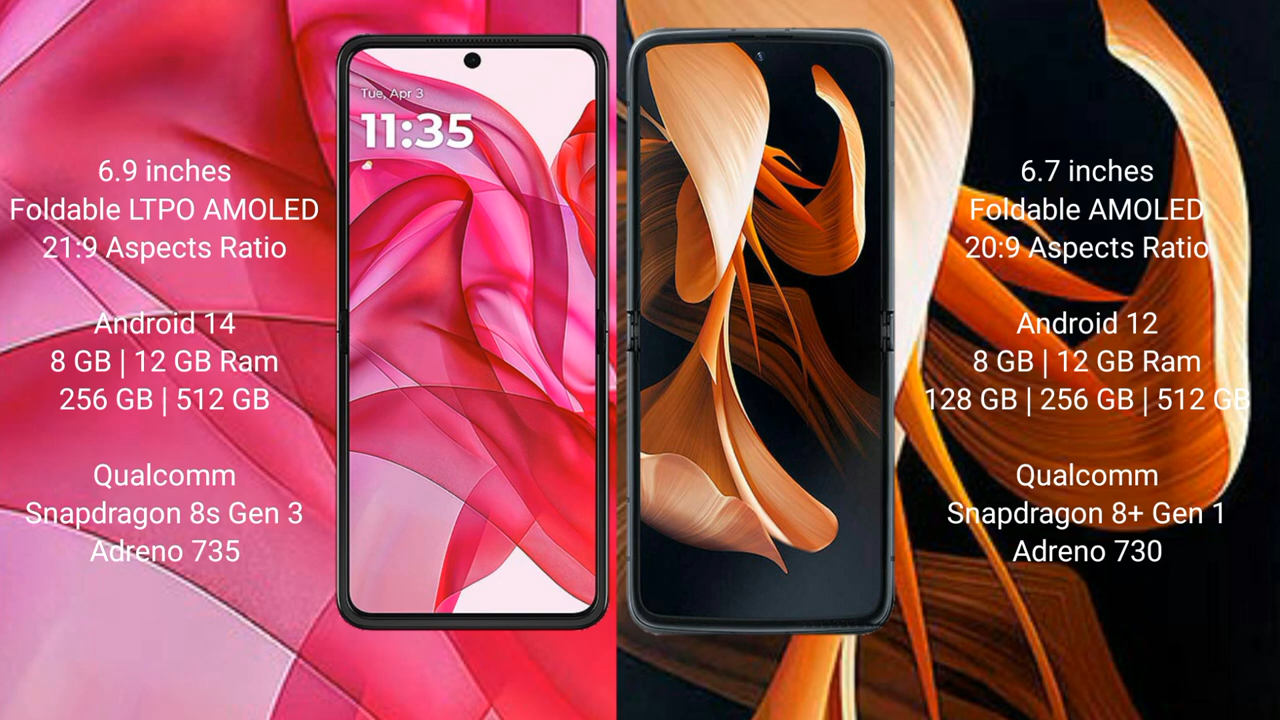 6.9 inches
Foldable LTPO AMOLED
21:9 Aspects Ratio
Android 14
8 GB | 12 GB Ram
256 GB | 512 GB
Qualcomm
Snapdragon 8s Gen 3
Adreno 735
Tue, Apr 3
11:35
6.7 inches
Foldable AMOLED
20:9 Aspects Ratio
Android 12
8 GB | 12 GB Ram
128 GB | 256 GB | 512 GB
Qualcomm
Snapdragon 8+ Gen 1
Adreno 730